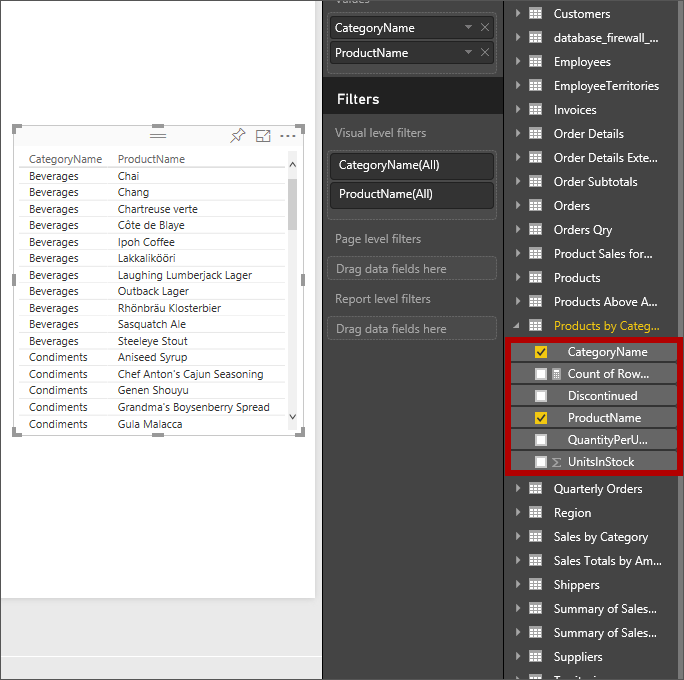 CategoryName ProductName
Beverages Chai
Beverages Chang
Beverages Chartreuse verte
Beverages Côte de Blaye
Beverages Ipoh Coffee
Beverages Lakkalikööri
Beverages Laughing Lumberjack Lager
Beverages Outback Lager
Beverages Rhönbräu Klosterbier
Beverages Sasquatch Ale
Beverages Steeleye Stout
Condiments Aniseed Syrup
Condiments Chef Anton's Cajun Seasoning
Condiments Genen Shouyu
Condiments Grandma's Boysenberry Spread
Condiments Gula Malacca
Values
CategoryName
ProductName
Filters
Visual level filters
CategoryName(All)
ProductName(All)
Page level filters
Drag data fields here
Report level filters
Drag data fields here
Customers
database_firewall_...
Employees
EmployeeTerritories
Invoices
Order Details
Order Details Exte...
Order Subtotals
Orders
Orders Qry
Product Sales for...
Products
Products Above A...
Products by Categ...
CategoryName
Count of Row...
Discontinued
ProductName
QuantityPerU...
UnitsInStock
Quarterly Orders
Region
Sales by Category
Sales Totals by Am...
Shippers
Summary of Sales...
Summary of Sales...
Suppliers